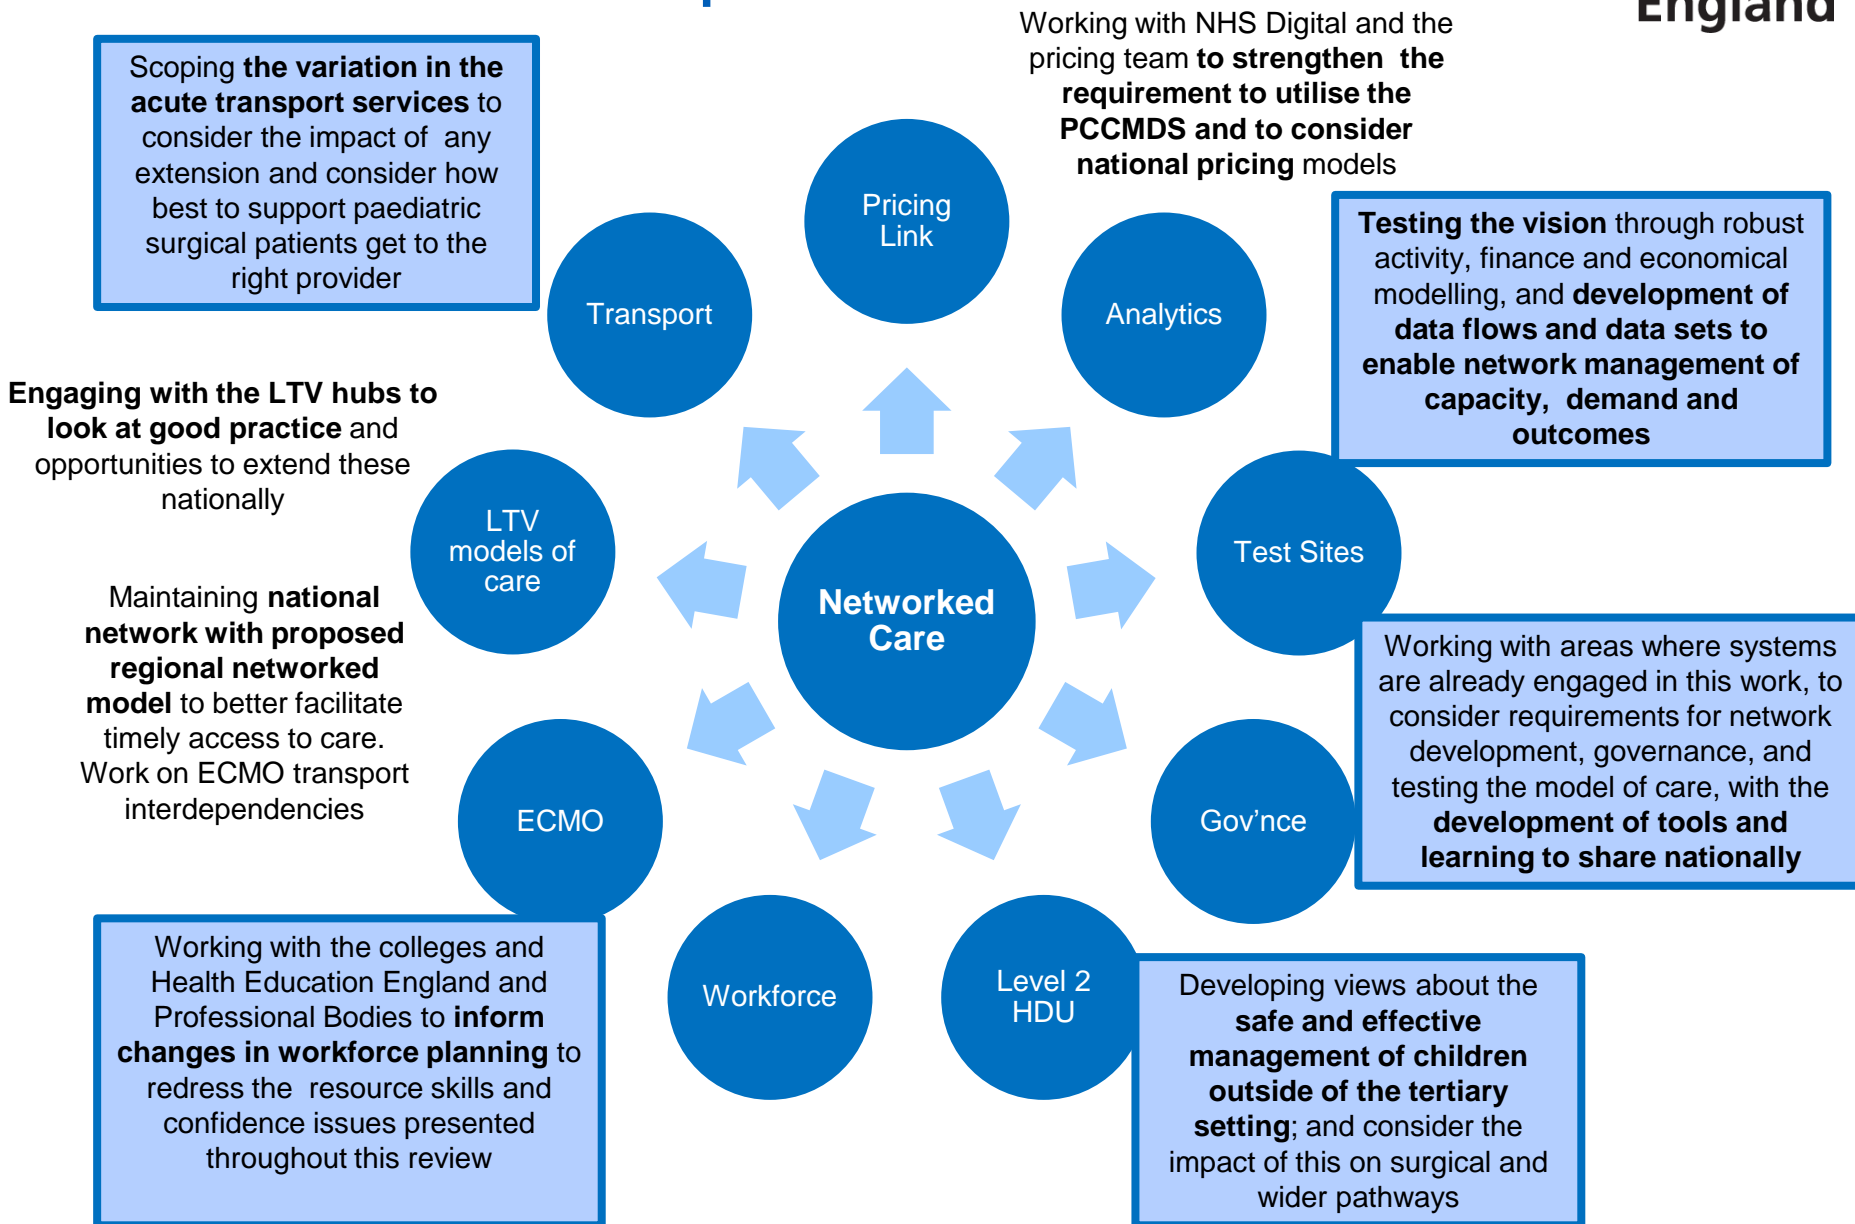 England
Working with NHS Digital and the
pricing team to strengthen the
requirement to utilise the
PCCMDS and to consider
national pricing models
Scoping the variation in the
acute transport services to
consider the impact of any
extension and consider how
best to support paediatric
surgical patients get to the
right provider
Pricing
Link
Transport
Analytics
Testing the vision through robust
activity, finance and economical
modelling, and development of
data flows and data sets to
enable network management of
capacity, demand and
outcomes
Engaging with the LTV hubs to
look at good practice and
opportunities to extend these
nationally
LTV
models of
care
Test Sites
Networked
Care
Maintaining national
network with proposed
regional networked
model to better facilitate
timely access to care.
Work on ECMO transport
interdependencies
Working with areas where systems
are already engaged in this work, to
consider requirements for network
development, governance, and
testing the model of care, with the
development of tools and
learning to share nationally
ECMO
Gov’nce
Working with the colleges and
Health Education England and
Professional Bodies to inform
changes in workforce planning to
redress the resource skills and
confidence issues presented
throughout this review
Workforce
Level 2
HDU
Developing views about the
safe and effective
management of children
outside of the tertiary
setting; and consider the
impact of this on surgical and
wider pathways